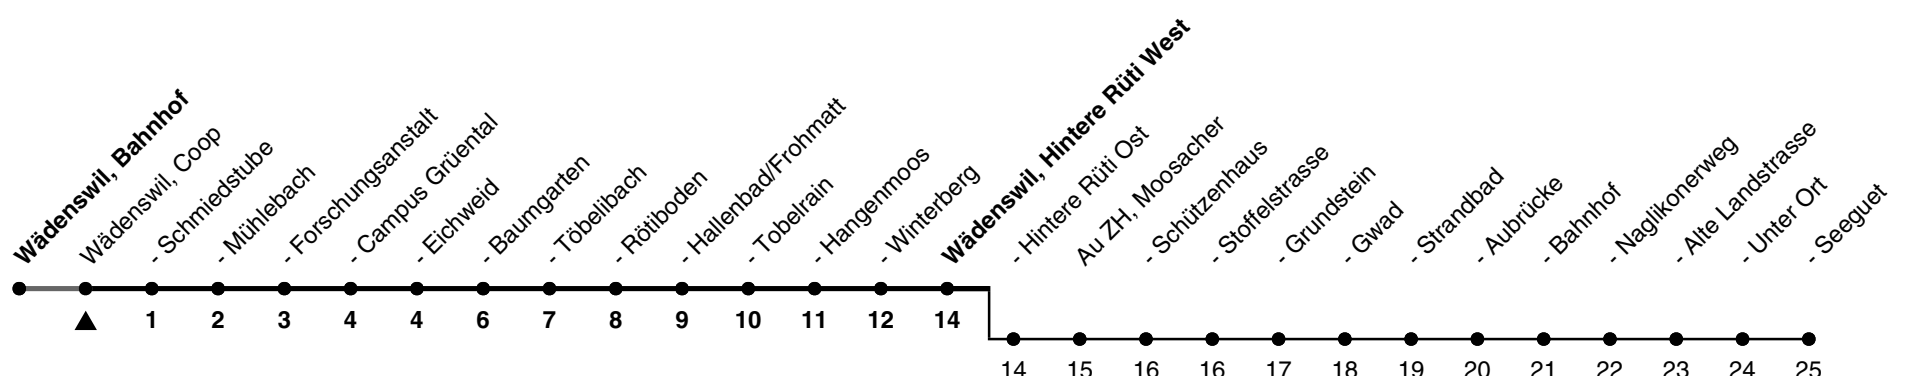 Wädenswil, Bahnhof
Wädenswil, Coop
- Schmiedstube
- Mühlebach
- Forschungsanstalt
- Campus Grüental
- Eichweid
- Baumgarten
- Töbelibach
- Rötiboden
- Hallenbad/Frohmatt
- Tobelrain
- Hangenmoos
- Winterberg
Wädenswil, Hintere Rüti West
- Hintere Rüti Ost
Au ZH, Moosacher
- Schützenhaus
- Stoffelstrasse
- Grundstein
- Gwad
- Strandbad
- Aubrücke
- Bahnhof
- Naglikonerweg
- Alte Landstrasse
- Unter Ort
- Seeguet
1 2 3 4 4 6 7 8 9 10 11 12 14
14 15 16 16 17 18 19 20 21 22 23 24 25